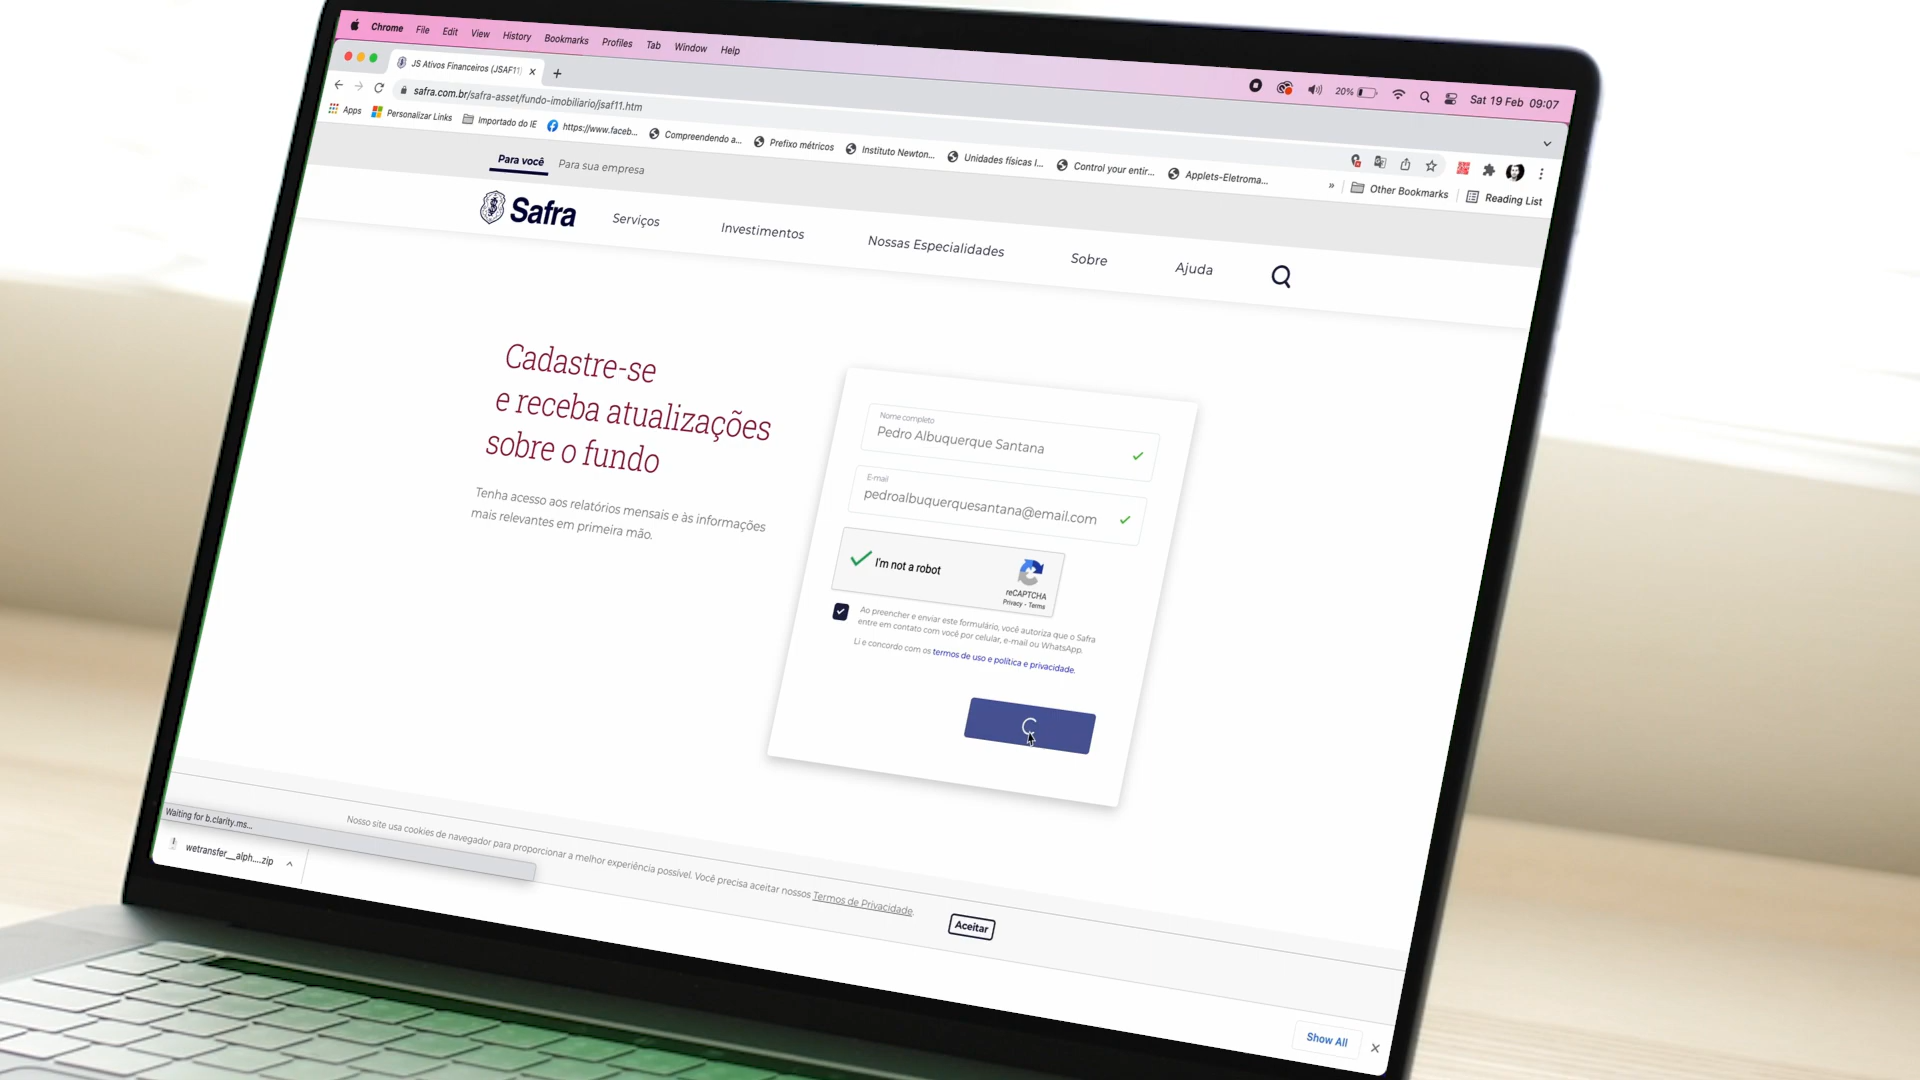 Chrome File Edit View History Bookmarks Profiles Tab Window Help
20% Sat 19 Feb 09:07
JS Ativos Financeiros (JSAF11)
safra.com.br/safra-asset/fundo-imobiliario/jsaf11.htm
Apps Personalizar Links Importado do IE https://www.faceb... Compreendendo a... Prefixo métricos Instituto Newton... Unidades físicas I... Control your entir... Applets-Eletroma... » Other Bookmarks Reading List
Para você Para sua empresa
Safra Serviços Investimentos Nossas Especialidades Sobre Ajuda
Cadastre-se
e receba atualizações
sobre o fundo
Tenha acesso aos relatórios mensais e às informações
mais relevantes em primeira mão.
Nome completo
Pedro Albuquerque Santana
E-mail
pedroalbuquerquesantana@email.com
I'm not a robot
reCAPTCHA
Privacy - Terms
Ao preencher e enviar este formulário, você autoriza que o Safra
entre em contato com você por celular, e-mail ou WhatsApp.
Li e concordo com os termos de uso e política e privacidade.
Waiting for b.clarity.ms...
Nosso site usa cookies de navegador para proporcionar a melhor experiência possível. Você precisa aceitar nossos Termos de Privacidade.
Aceitar
wetransfer__alph....zip
Show All